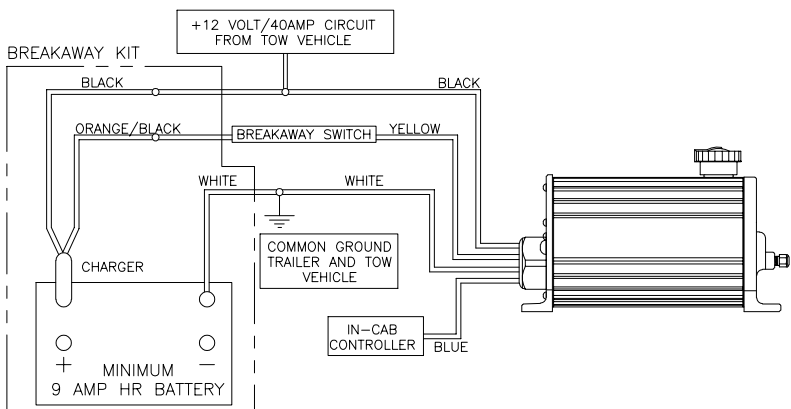 +12 VOLT/40AMP CIRCUIT
FROM TOW VEHICLE
BREAKAWAY KIT
BLACK
BLACK
ORANGE/BLACK
BREAKAWAY SWITCH
YELLOW
WHITE
WHITE
COMMON GROUND
TRAILER AND TOW
VEHICLE
CHARGER
IN-CAB
CONTROLLER
BLUE
+
−
MINIMUM
9 AMP HR BATTERY